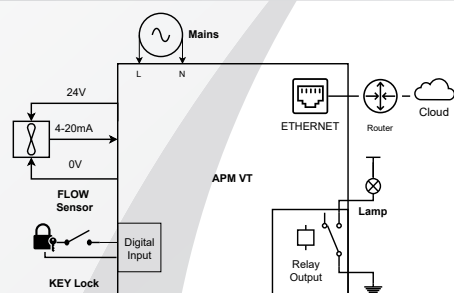 Mains
L N
24V
4-20mA
0V
FLOW
Sensor
APM VT
ETHERNET
Router
Cloud
Lamp
Digital
Input
KEY Lock
Relay
Output